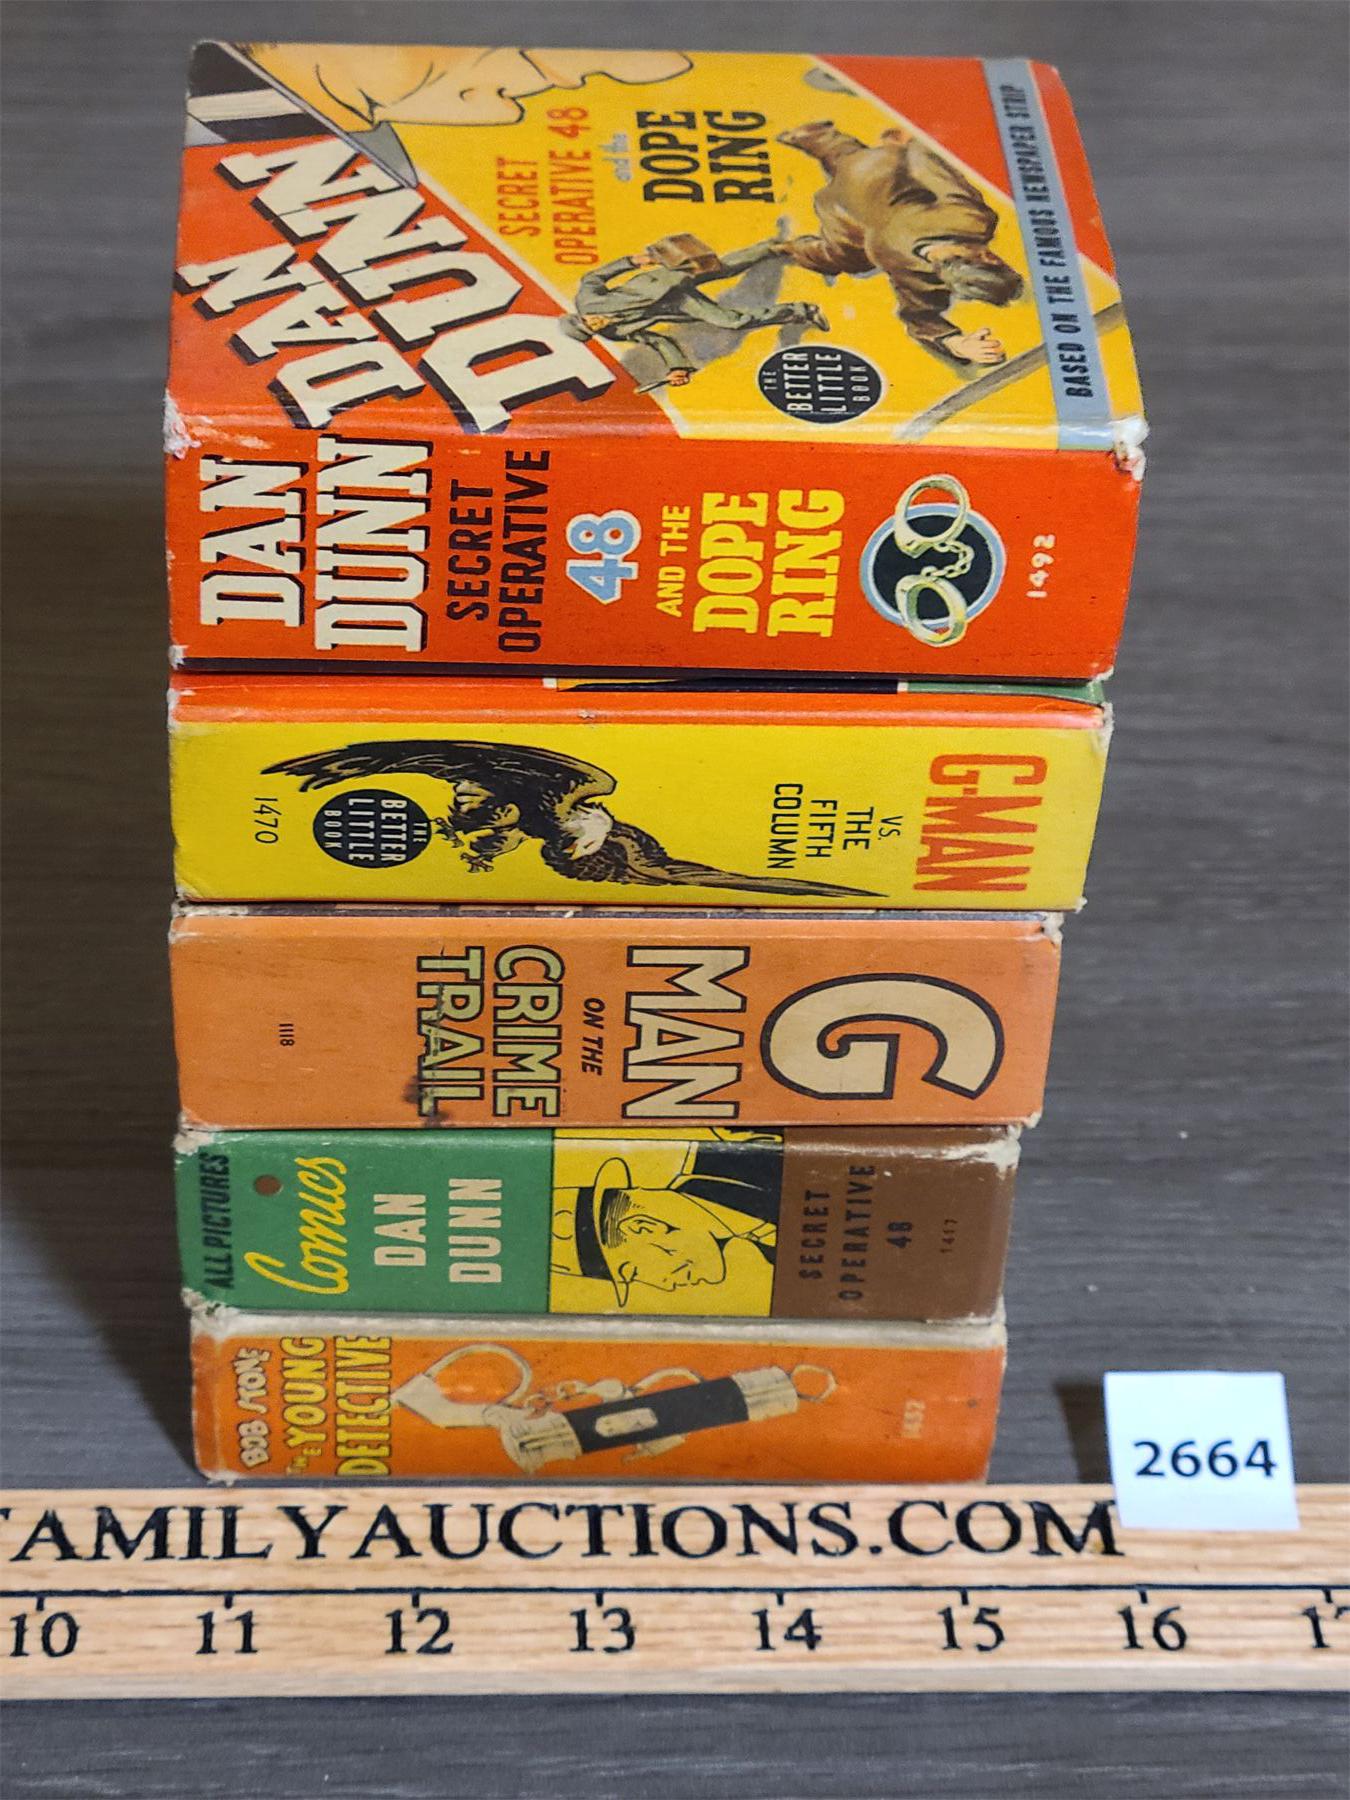 DAN DUNN
SECRET
OPERATIVE 48
and the
DOPE
RING
THE
BETTER
LITTLE
BOOK
BASED ON THE FAMOUS NEWSPAPER STRIP
DAN
DUNN
SECRET
OPERATIVE
48
AND THE
DOPE
RING
1492
G-MAN
VS.
THE
FIFTH
COLUMN
THE
BETTER
LITTLE
BOOK
1470
G
MAN
ON THE
CRIME
TRAIL
1118
ALL PICTURES
Comics
DAN
DUNN
SECRET
OPERATIVE
48
1417
BOB STONE
THE YOUNG
DETECTIVE
1432
2664
FAMILYAUCTIONS.COM
10 11 12 13 14 15 16 17